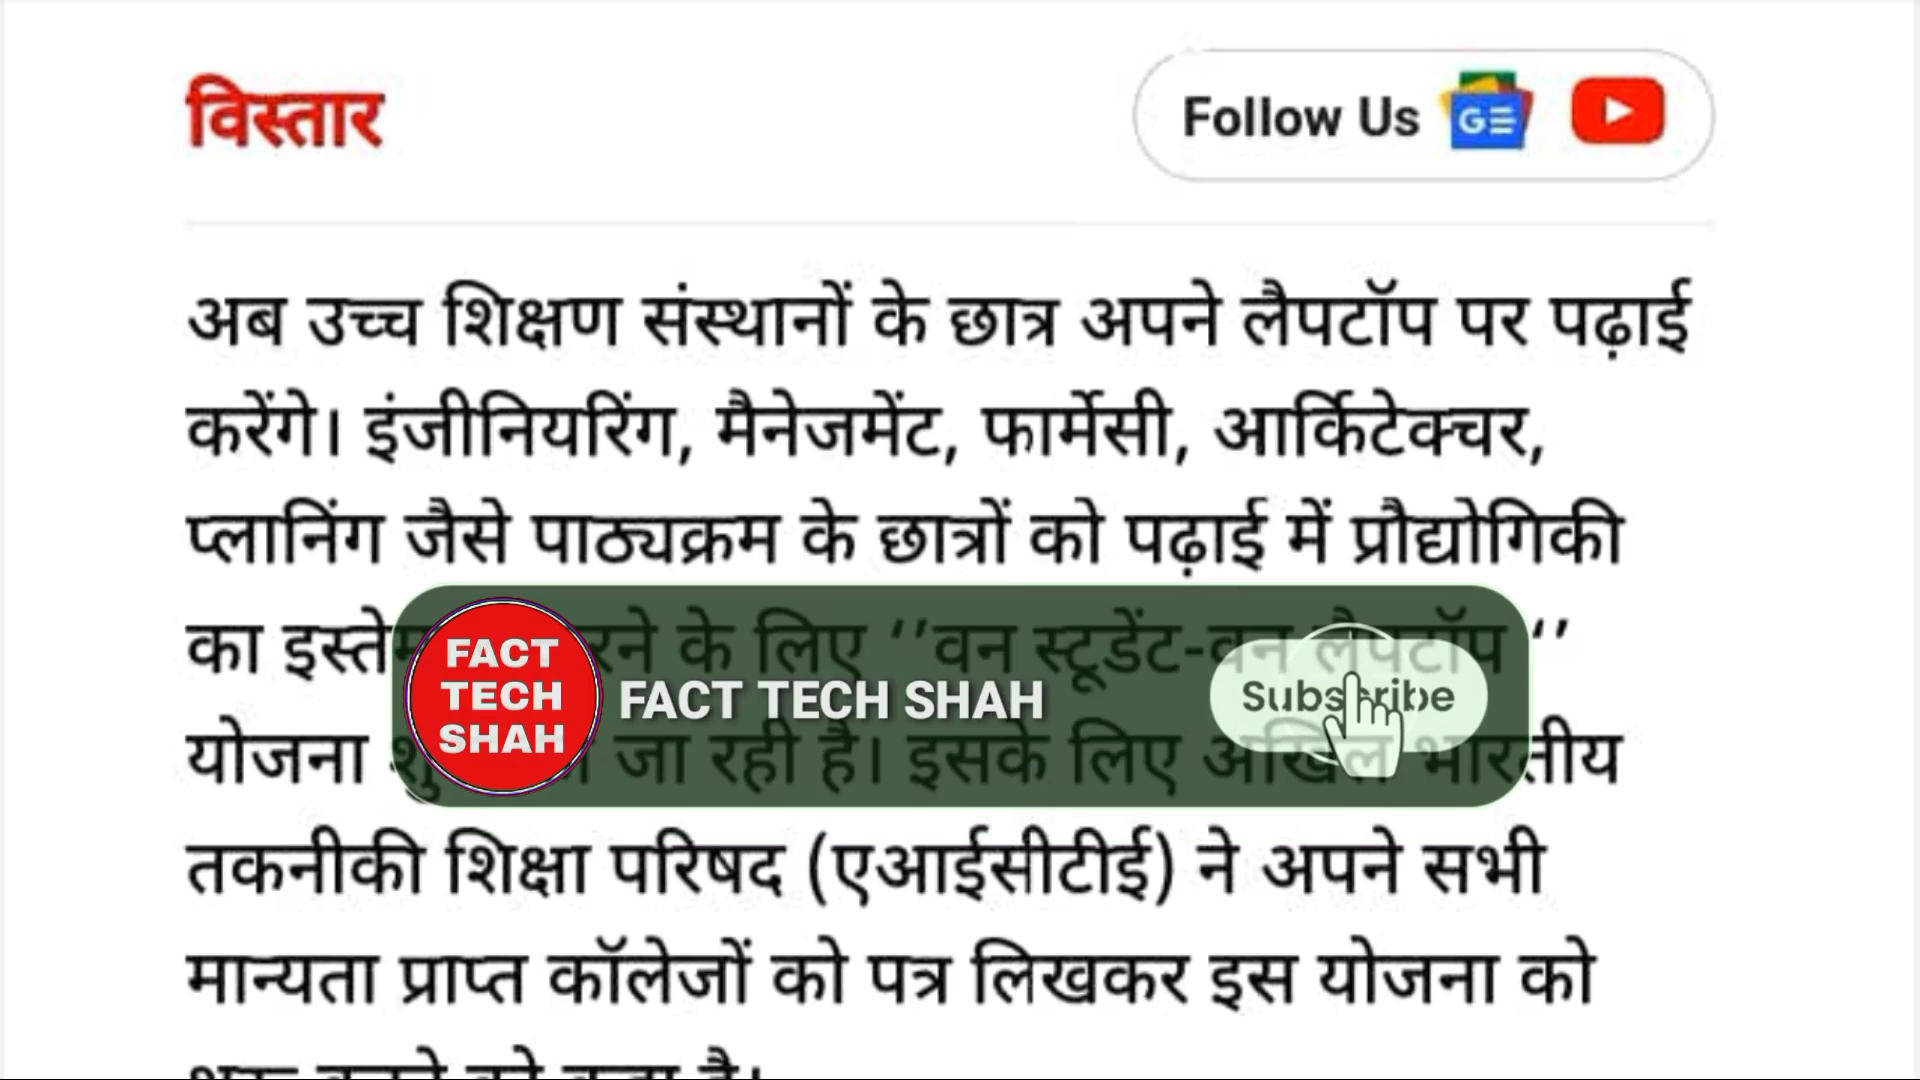 विस्तार
Follow Us
अब उच्च शिक्षण संस्थानों के छात्र अपने लैपटॉप पर पढ़ाई
करेंगे। इंजीनियरिंग, मैनेजमेंट, फार्मेसी, आर्किटेक्चर,
प्लानिंग जैसे पाठ्यक्रम के छात्रों को पढ़ाई में प्रौद्योगिकी
का के लिए ‘’वन स्टूडेंट-वन लैपटॉप ‘’
योजना जा रही है। इसके लिए अखिल भारतीय
FACT
TECH
SHAH
FACT TECH SHAH
Subscribe
तकनीकी शिक्षा परिषद (एआईसीटीई) ने अपने सभी
मान्यता प्राप्त कॉलेजों को पत्र लिखकर इस योजना को